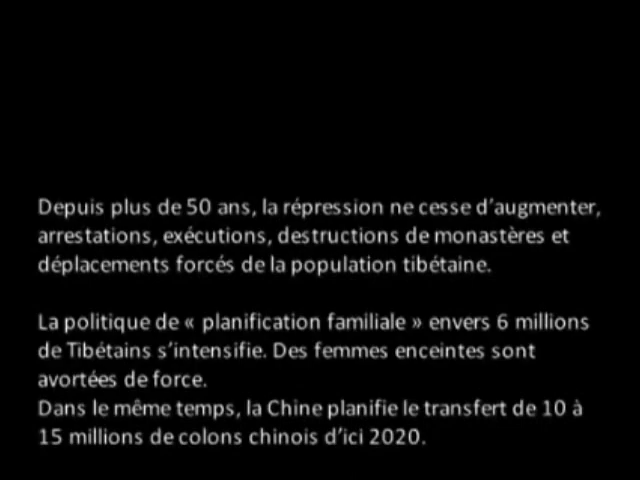 Depuis plus de 50 ans, la répression ne cesse d'augmenter,
arrestations, exécutions, destructions de monastères et
déplacements forcés de la population tibétaine.
La politique de « planification familiale » envers 6 millions
de Tibétains s'intensifie. Des femmes enceintes sont
avortées de force.
Dans le même temps, la Chine planifie le transfert de 10 à
15 millions de colons chinois d'ici 2020.